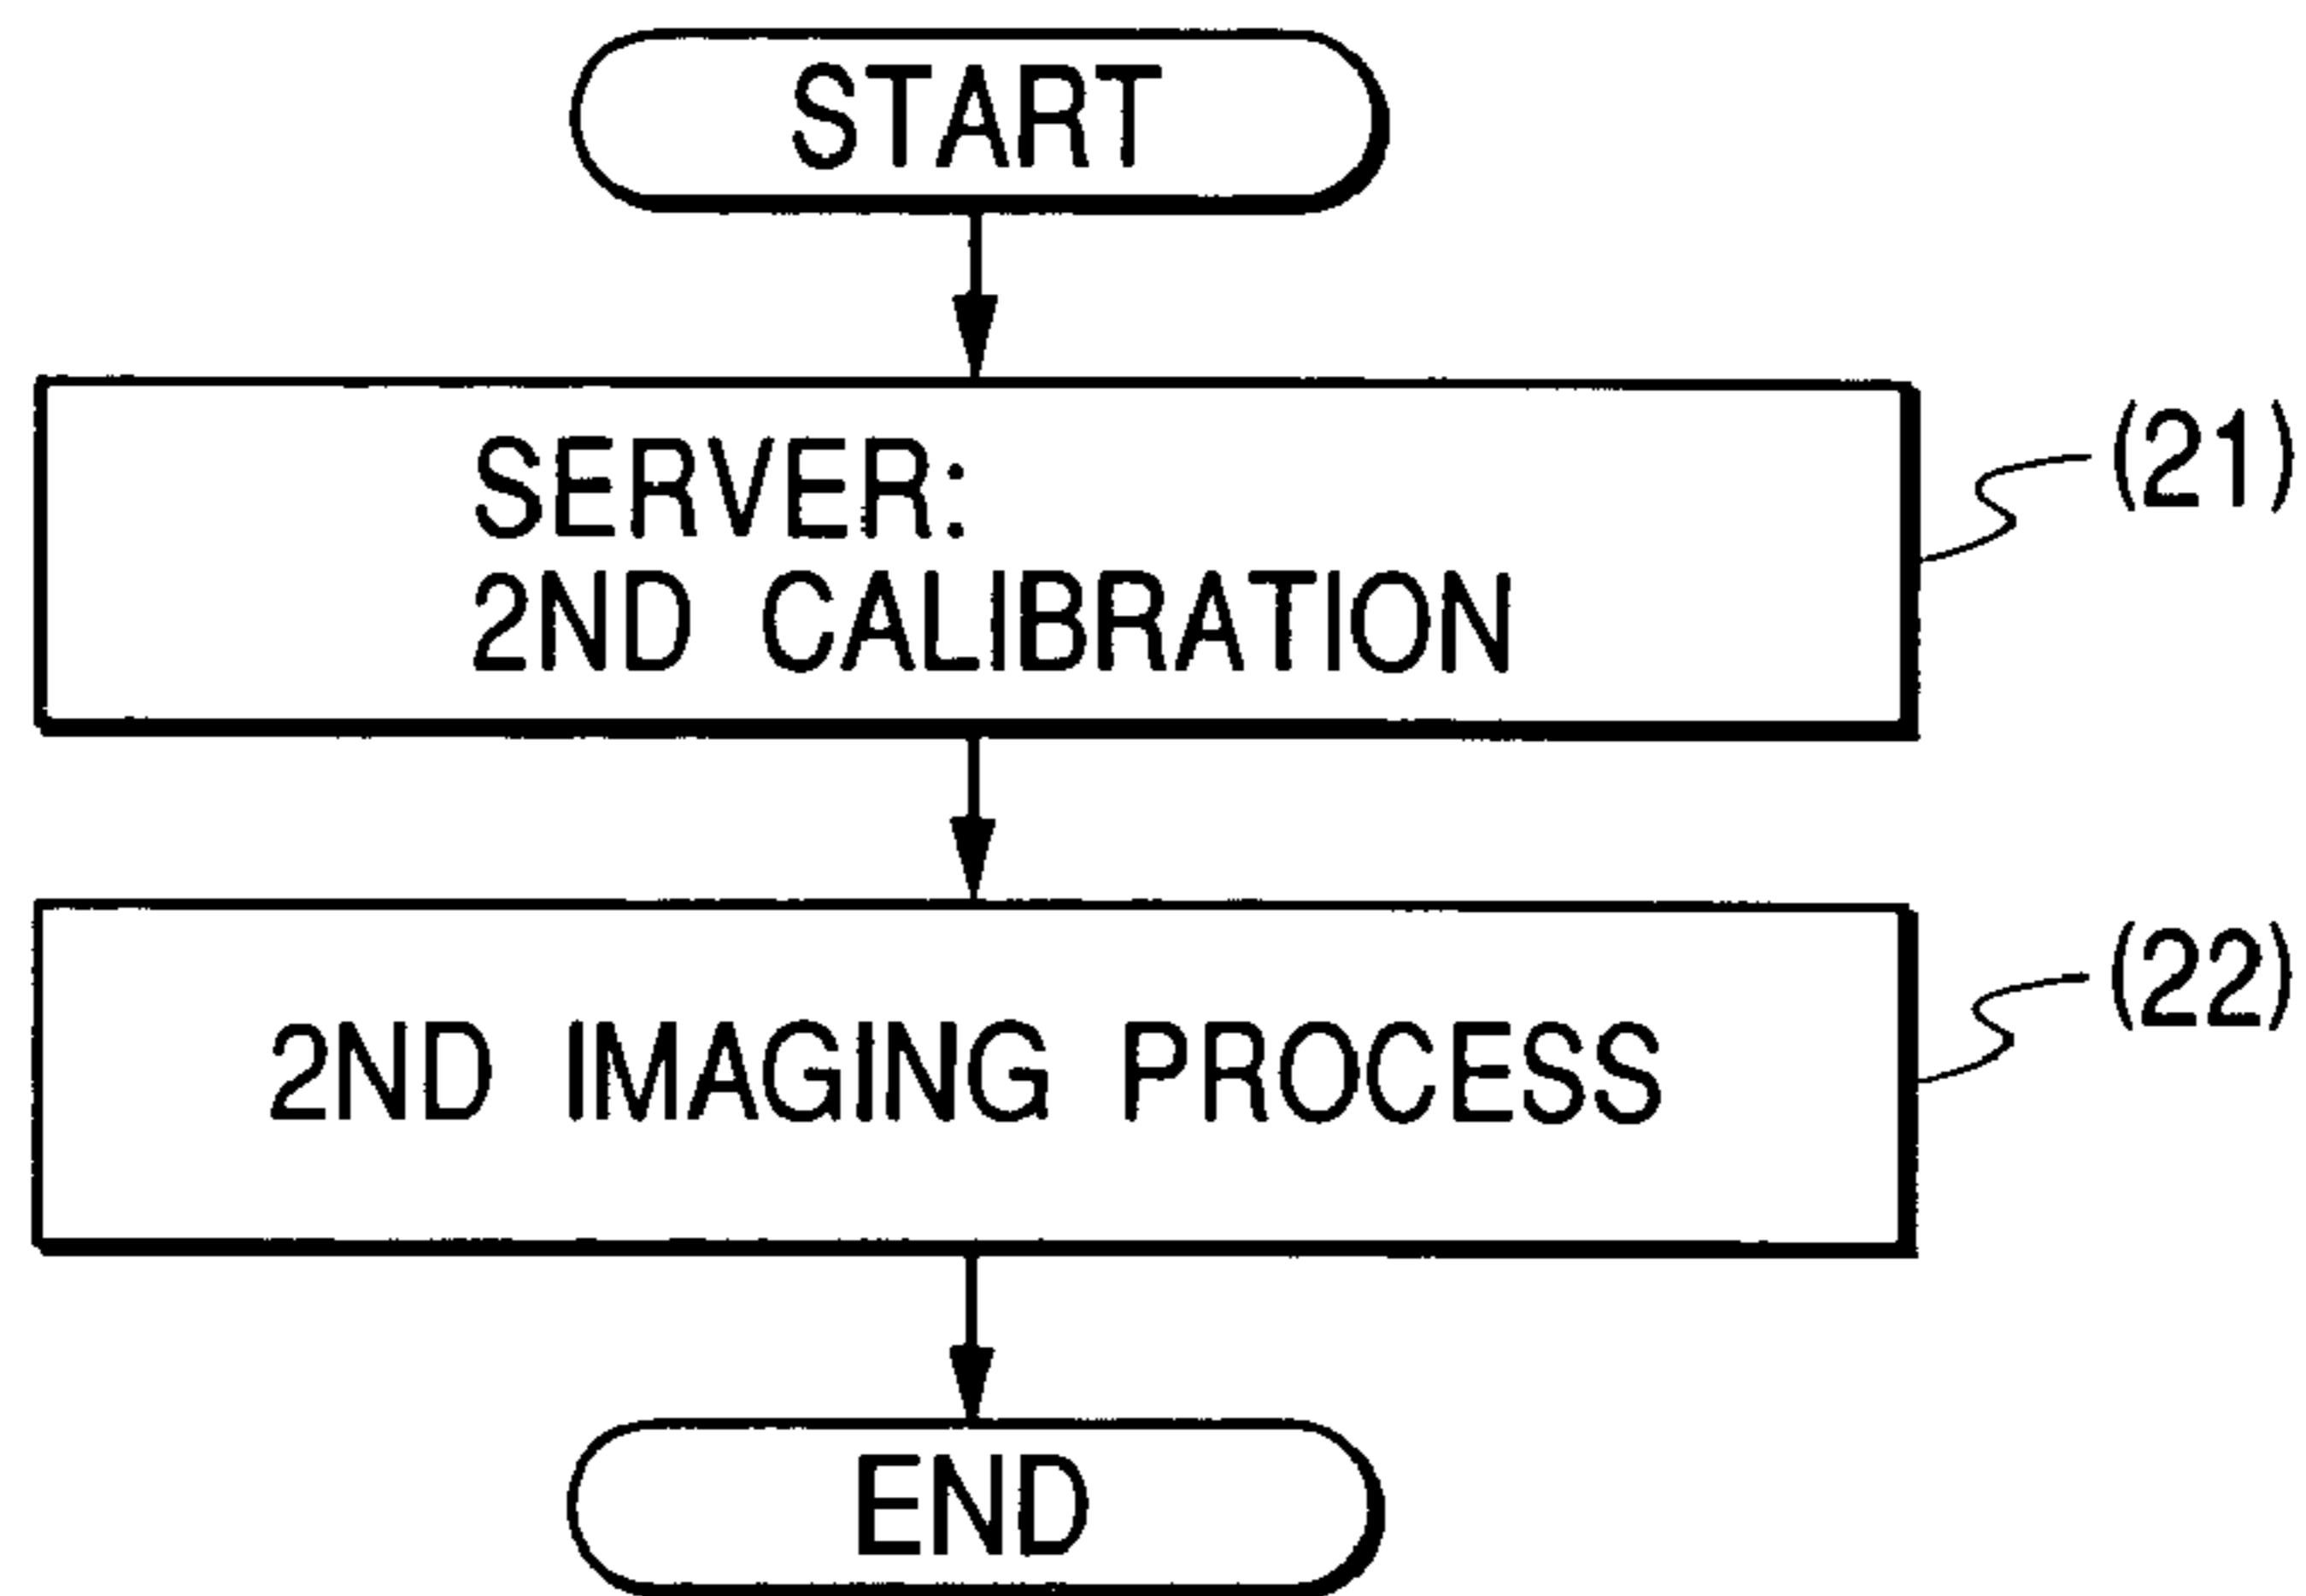 START
SERVER:
2ND CALIBRATION
(21)
2ND IMAGING PROCESS
(22)
END